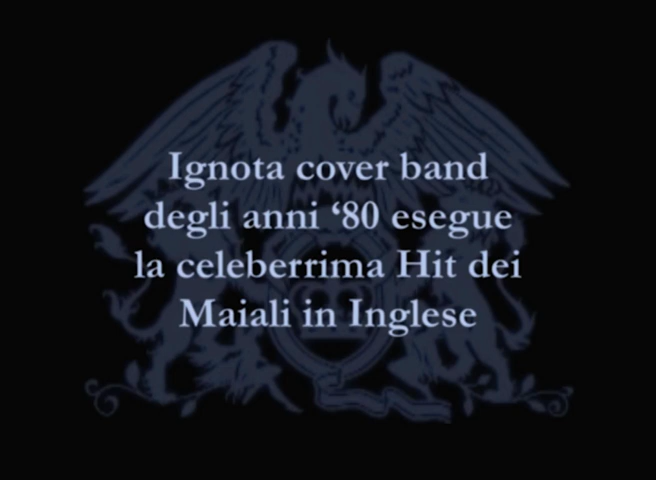 Ignota cover band
degli anni ‘80 esegue
la celeberrima Hit dei
Maiali in Inglese